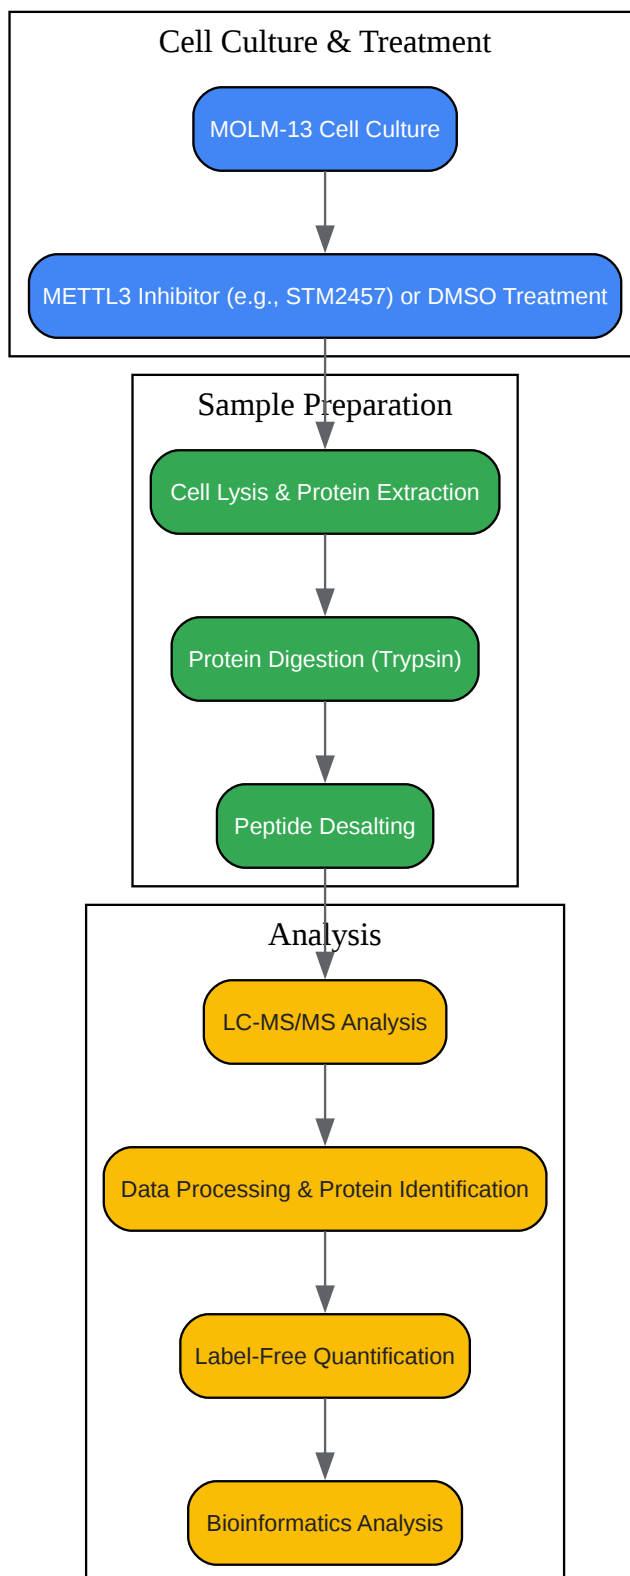 Cell Culture & Treatment
MOLM-13 Cell Culture
METTL3 Inhibitor (e.g., STM2457) or DMSO Treatment
Sample Preparation
Cell Lysis & Protein Extraction
Protein Digestion (Trypsin)
Peptide Desalting
Analysis
LC-MS/MS Analysis
Data Processing & Protein Identification
Label-Free Quantification
Bioinformatics Analysis